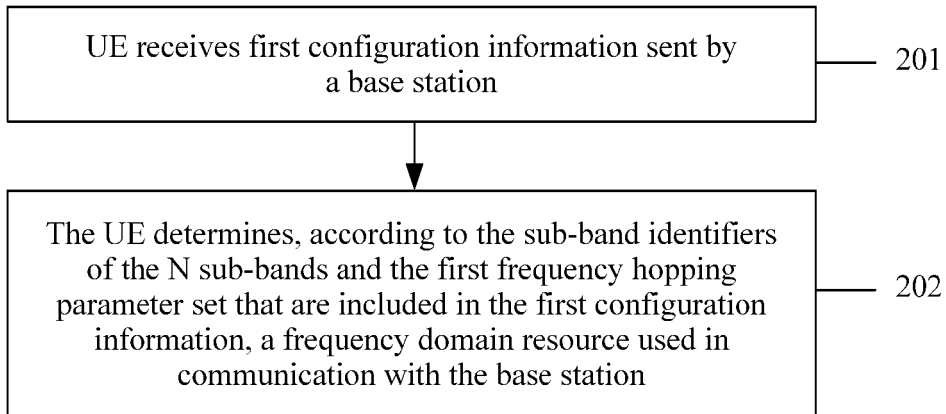 UE receives first configuration information sent by
a base station
201
The UE determines, according to the sub-band identifiers
of the N sub-bands and the first frequency hopping
parameter set that are included in the first configuration
information, a frequency domain resource used in
communication with the base station
202